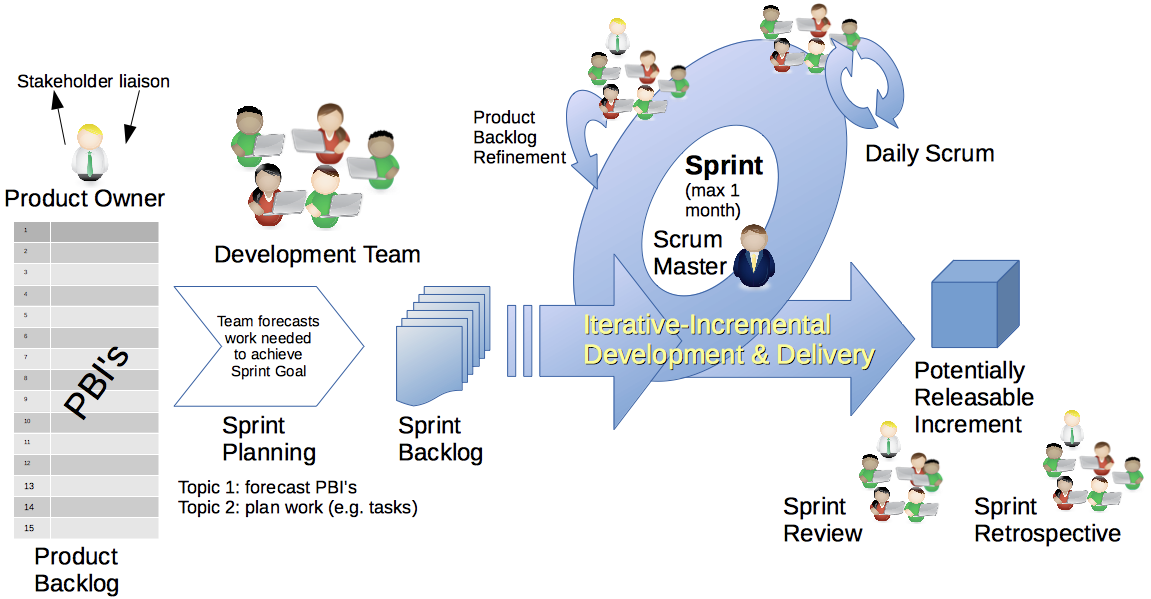 Stakeholder liaison
Product Owner
1
2
3
4
5
6
7
8
9
10
11
12
13
14
15
PBI's
Product
Backlog
Development Team
Team forecasts
work needed
to achieve
Sprint Goal
Sprint
Planning
Topic 1: forecast PBI's
Topic 2: plan work (e.g. tasks)
Sprint
Backlog
Product
Backlog
Refinement
Sprint
(max 1
month)
Scrum
Master
Daily Scrum
Iterative-Incremental
Development & Delivery
Potentially
Releasable
Increment
Sprint
Review
Sprint
Retrospective